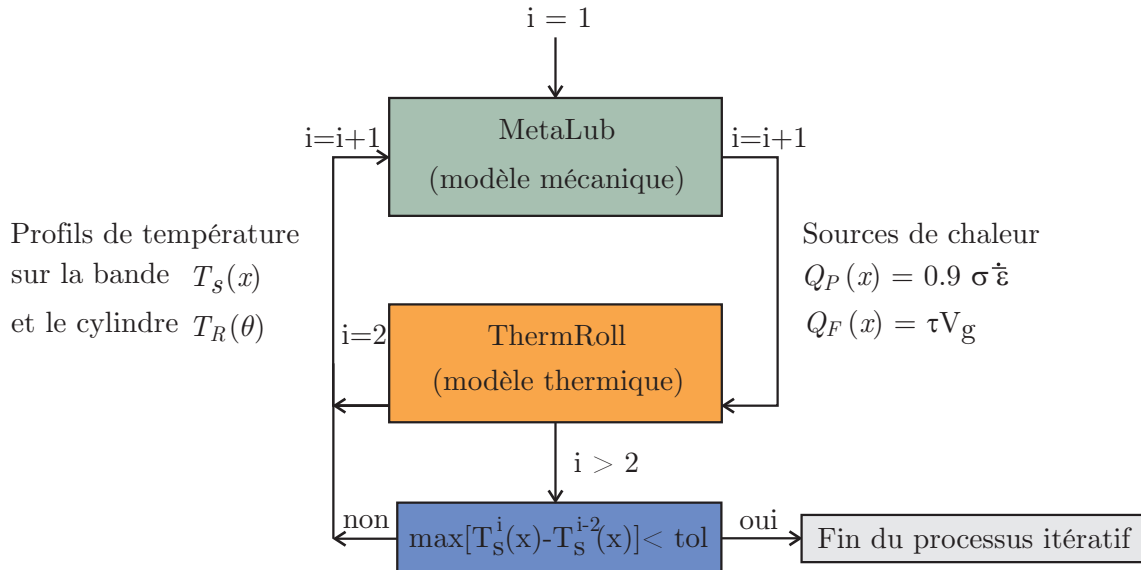 i = 1
i=i+1
MetaLub
(modèle mécanique)
i=i+1
Profils de température
sur la bande T_s(x)
et le cylindre T_R(θ)
Sources de chaleur
Q_P(x) = 0.9 σ ε̄̇
Q_F(x) = τV_g
i=2
ThermRoll
(modèle thermique)
i > 2
non
max[T_s^i(x)-T_s^{i-2}(x)]< tol
oui
Fin du processus itératif